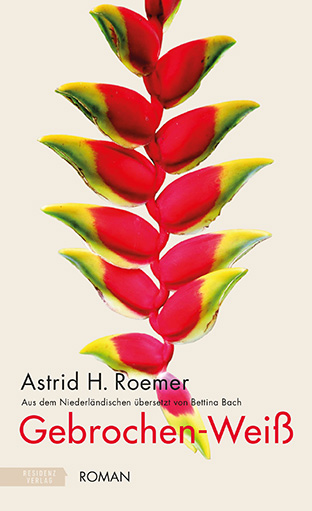 Astrid H. Roemer
Aus dem Niederländischen übersetzt von Bettina Bach
Gebrochen-Weiß
RESIDENZ
VERLAG
ROMAN